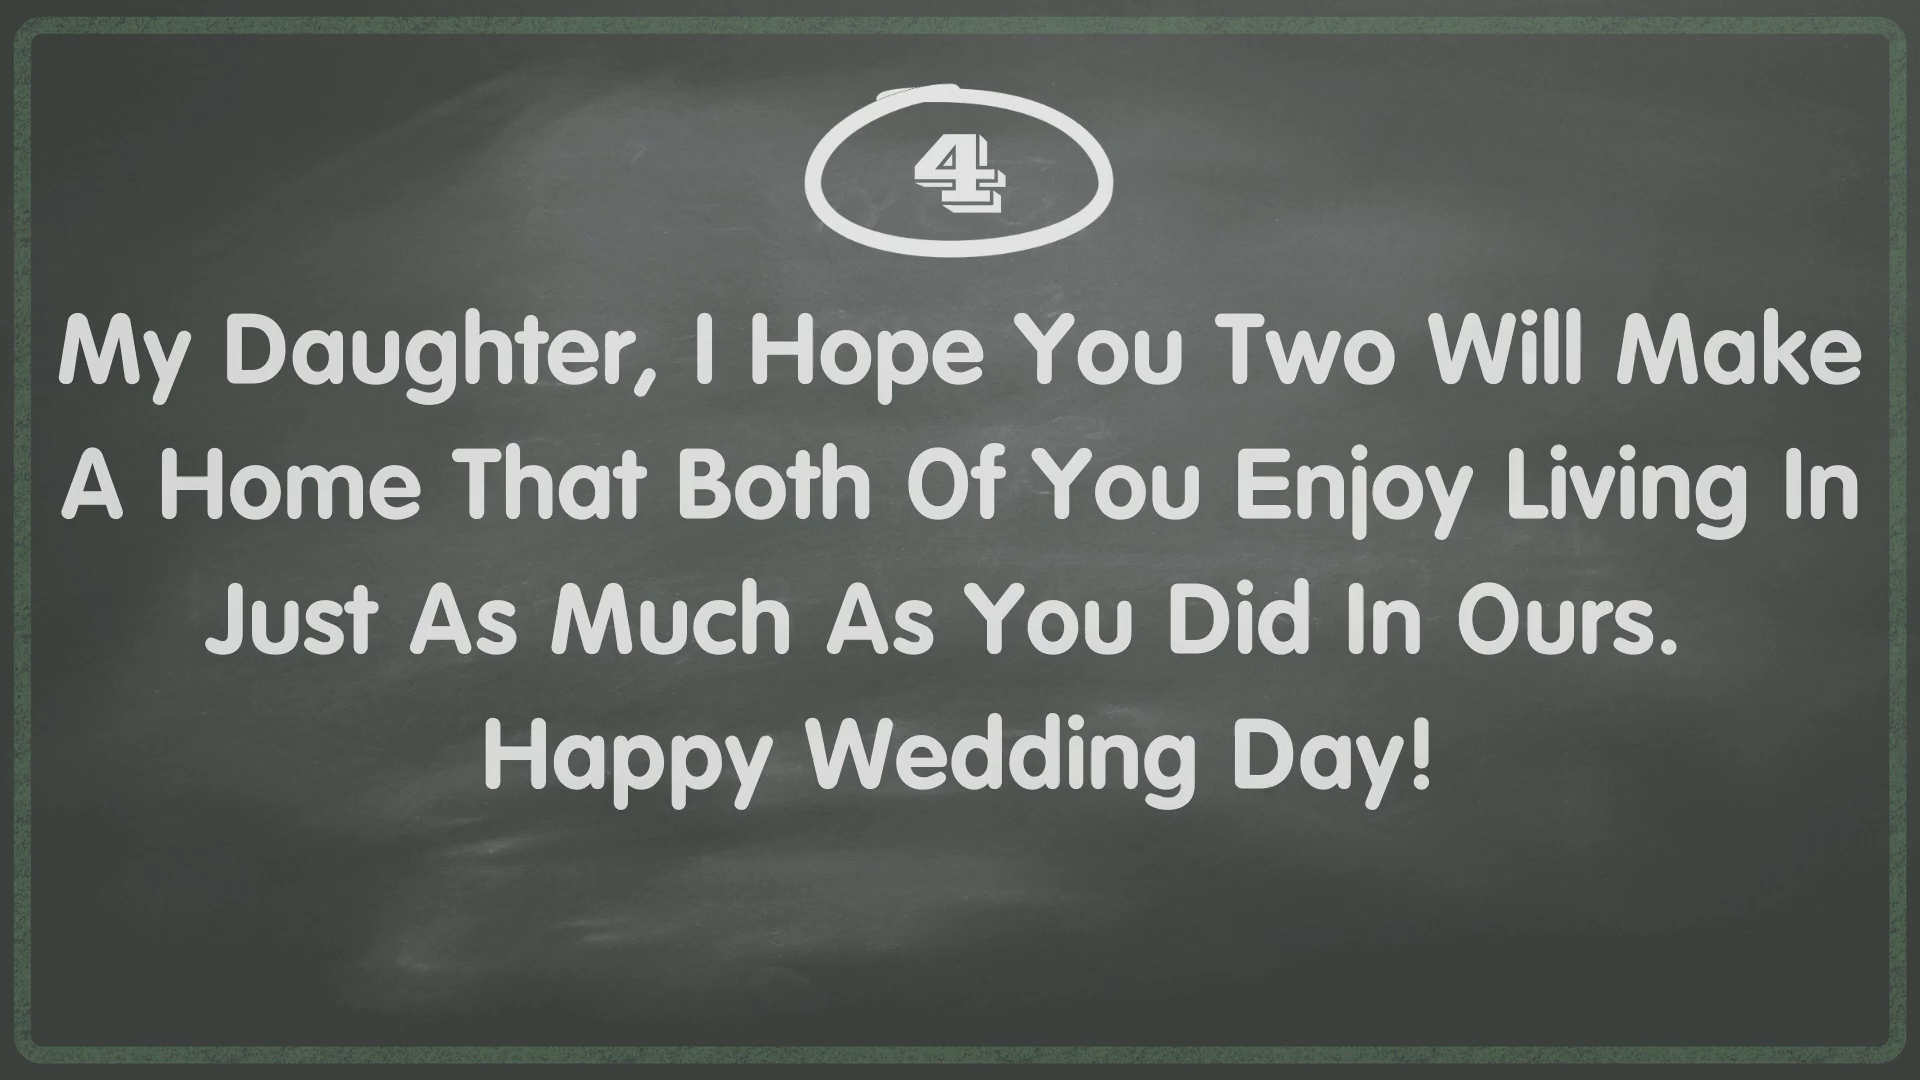 4
My Daughter, I Hope You Two Will Make
A Home That Both Of You Enjoy Living In
Just As Much As You Did In Ours.
Happy Wedding Day!